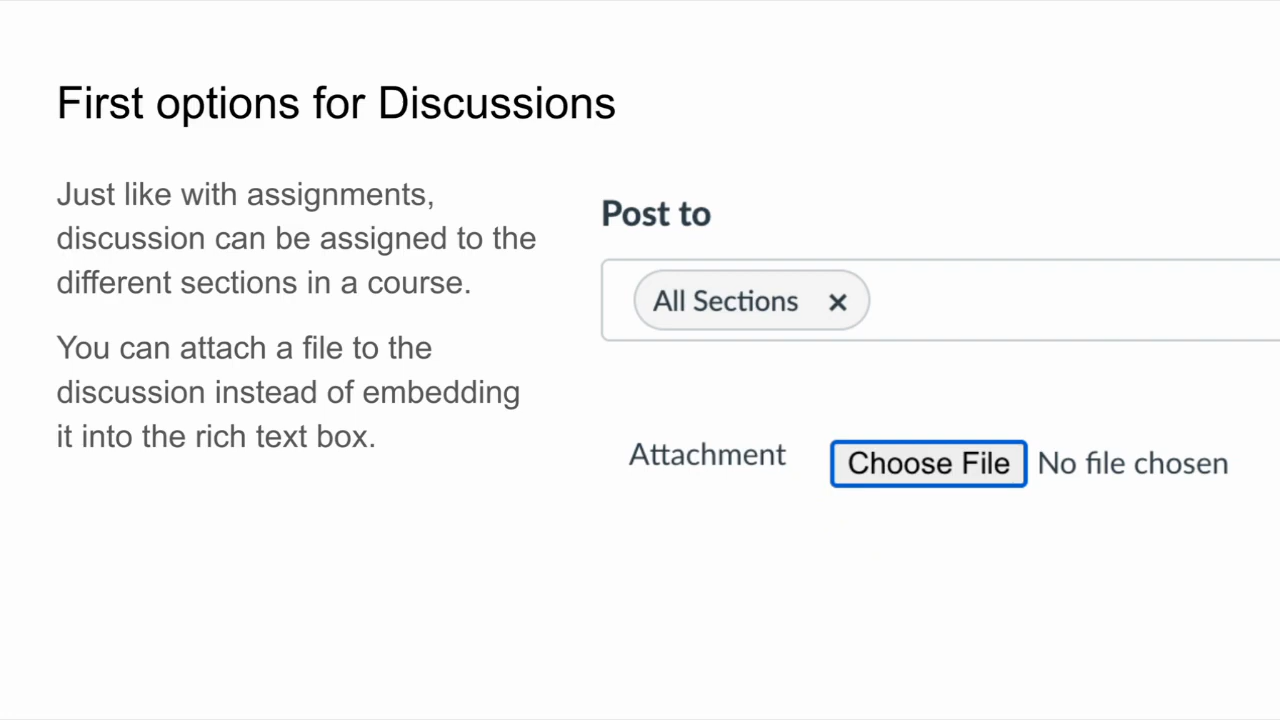 First options for Discussions
Just like with assignments,
discussion can be assigned to the
different sections in a course.
You can attach a file to the
discussion instead of embedding
it into the rich text box.
Post to
All Sections ×
Attachment Choose File No file chosen